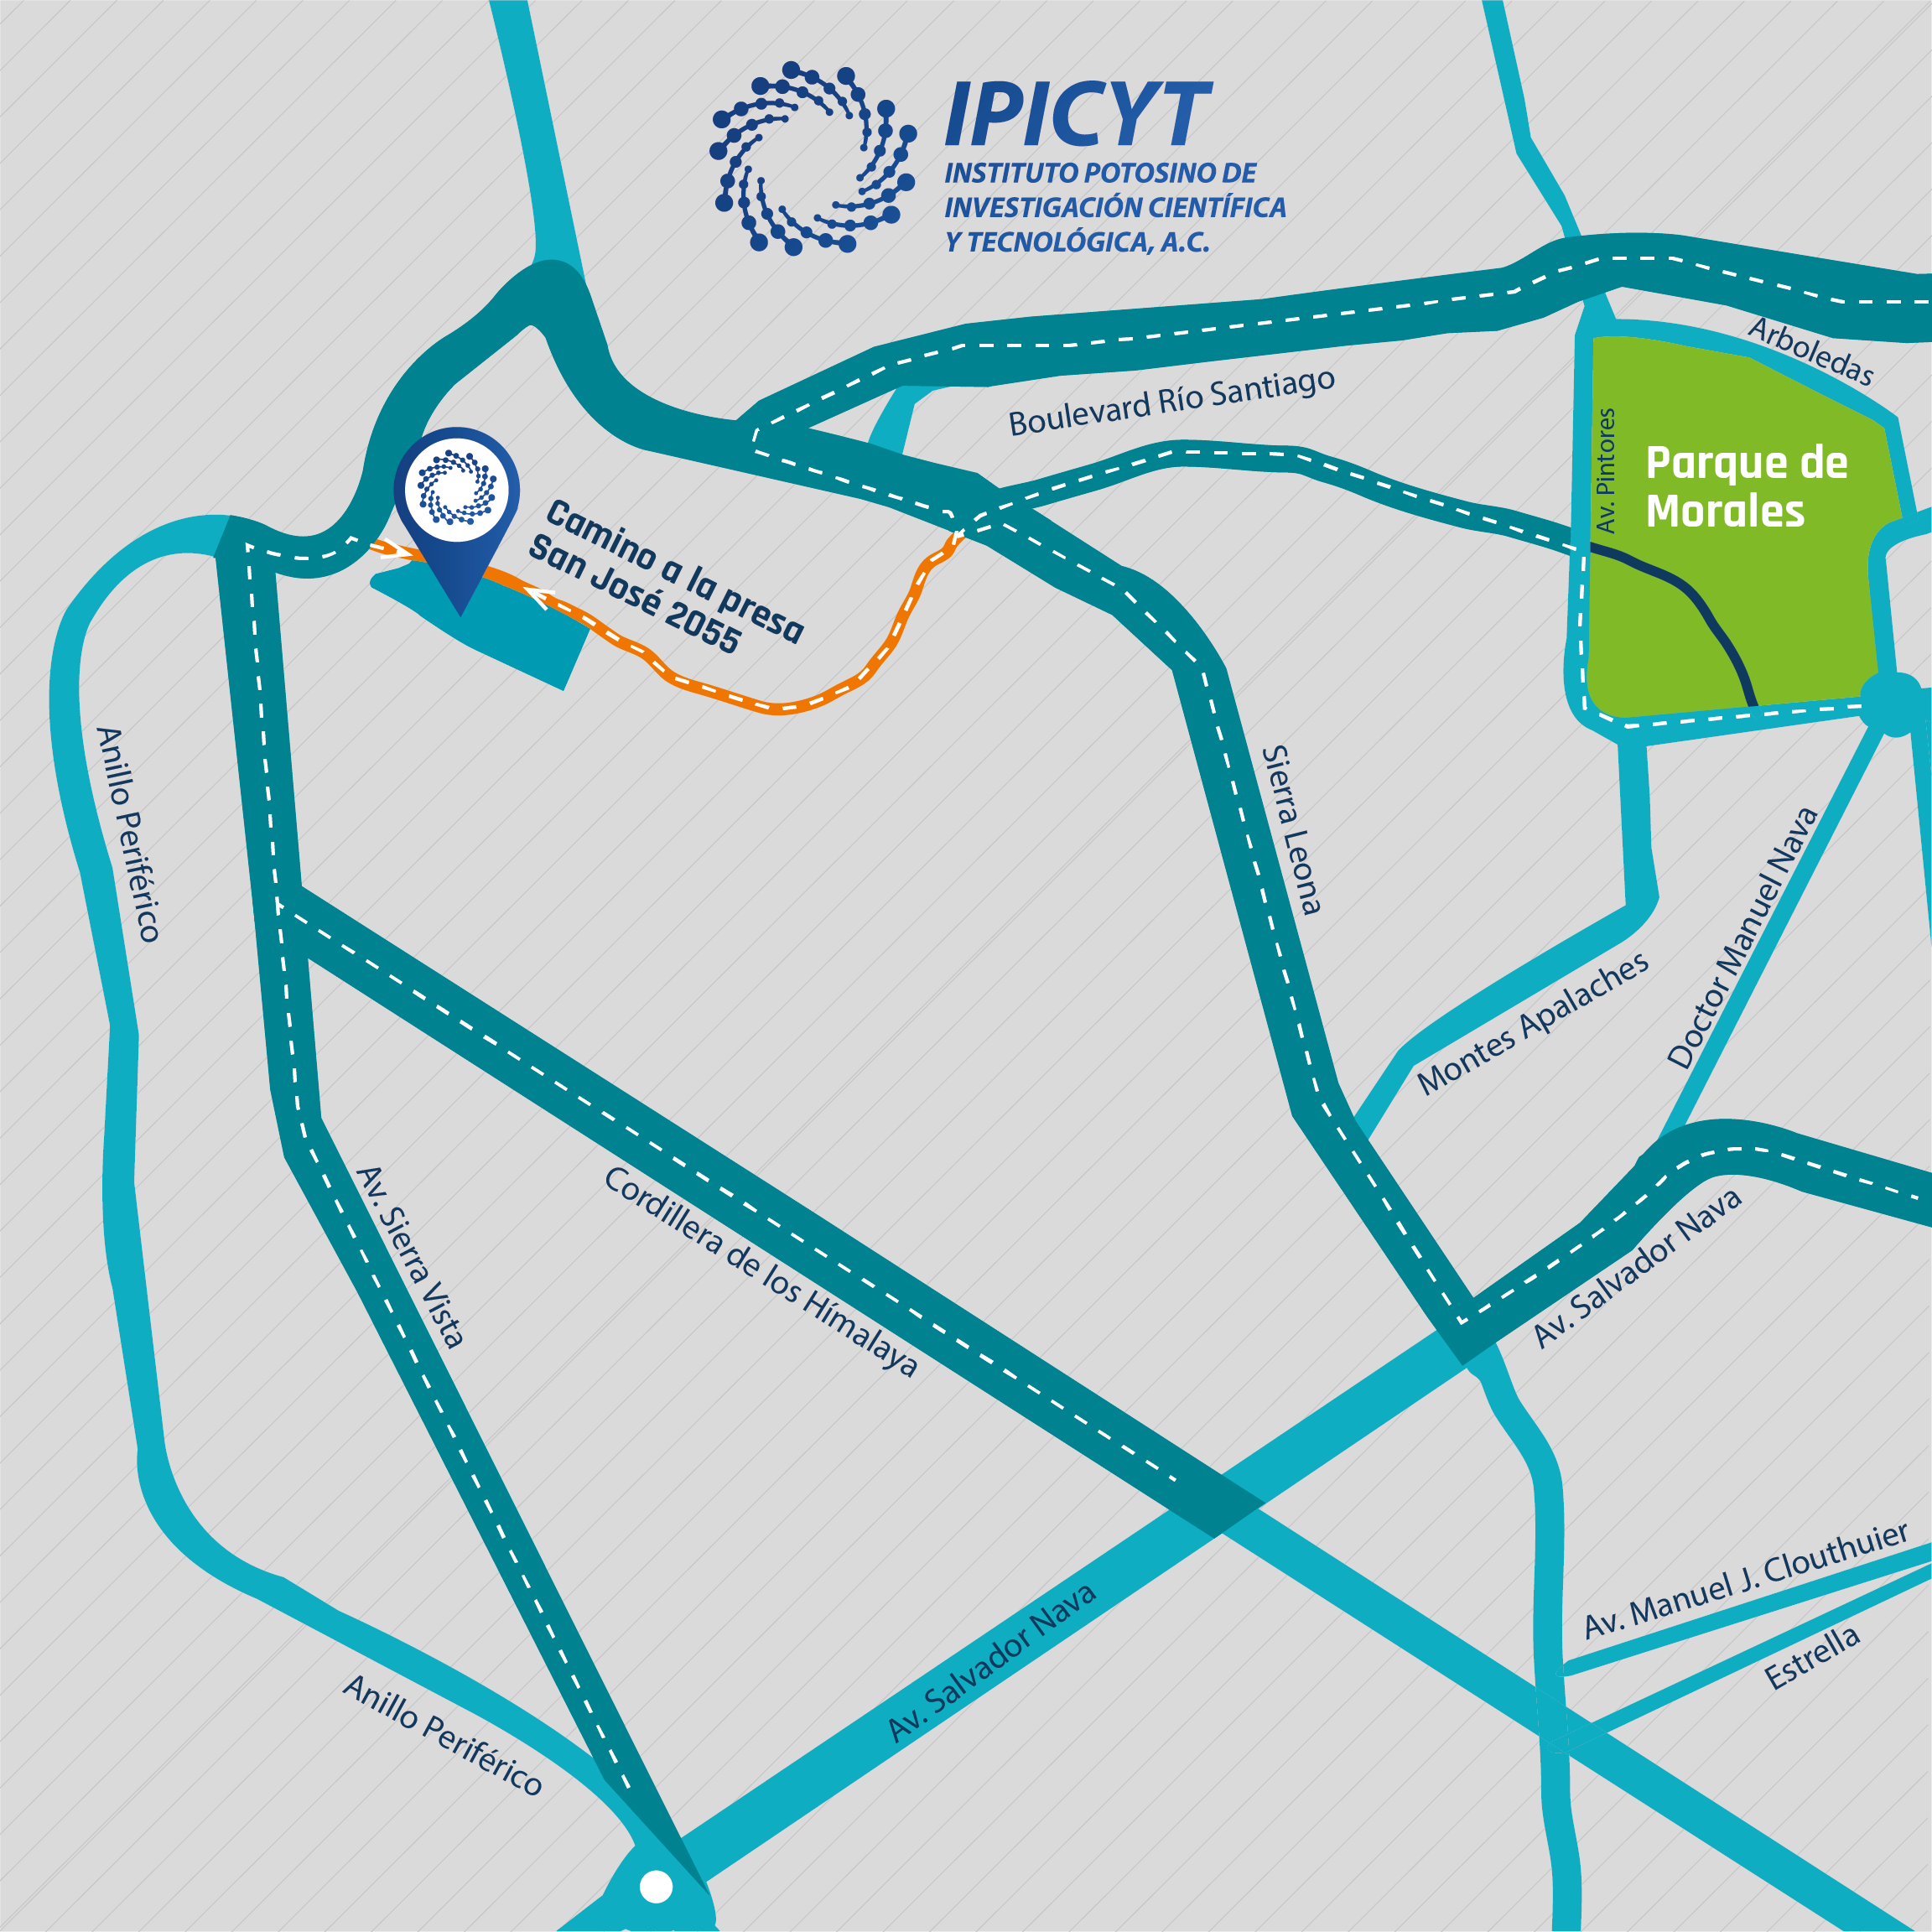 IPICYT
INSTITUTO POTOSINO DE
INVESTIGACIÓN CIENTÍFICA
Y TECNOLÓGICA, A.C.
Arboledas
Boulevard Río Santiago
Av. Pintores
Parque de
Morales
Camino a la presa
San José 2055
Anillo Periférico
Sierra Leona
Doctor Manuel Nava
Montes Apalaches
Av. Sierra Vista
Cordillera de los Hímalaya
Av. Salvador Nava
Av. Manuel J. Clouthuier
Estrella
Av. Salvador Nava
Anillo Periférico